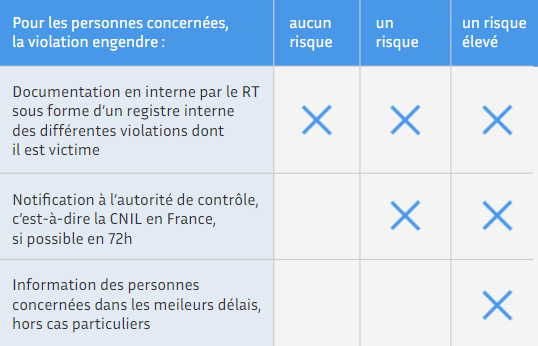 Pour les personnes concernées,
la violation engendre :
aucun
risque
un
risque
un risque
élevé
Documentation en interne par le RT
sous forme d'un registre interne
des différentes violations dont
il est victime
Notification à l'autorité de contrôle,
c'est-à-dire la CNIL en France,
si possible en 72h
Information des personnes
concernées dans les meileurs délais,
hors cas particuliers